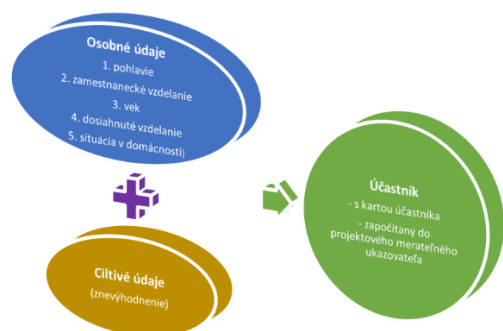 Osobné údaje
1. pohlavie
2. zamestnanecké vzdelanie
3. vek
4. dosiahnuté vzdelanie
5. situácia v domácnosti)
Citlivé údaje
(znevýhodnenie)
Účastník
- s kartou účastníka
- započítaný do
projektového merateľného
ukazovateľa